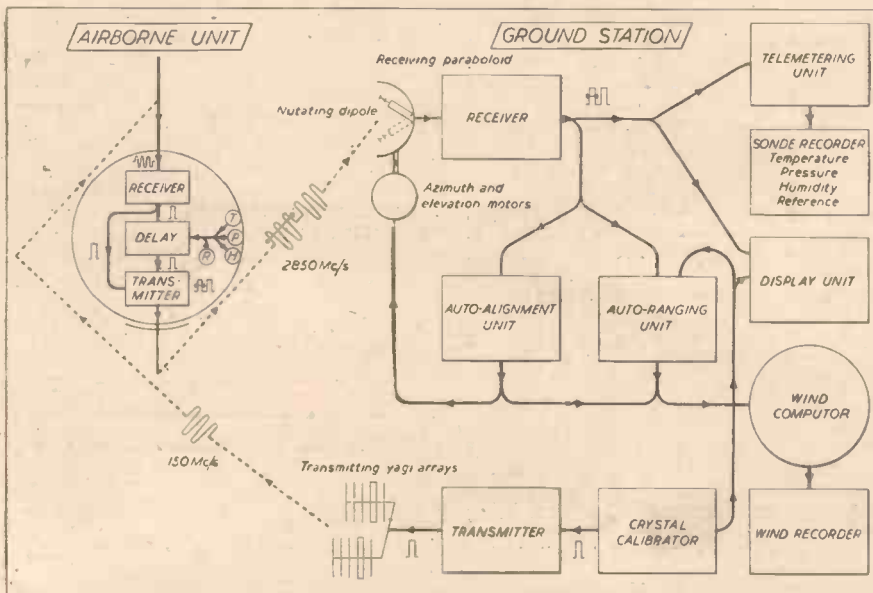 AIRBORNE UNIT
RECEIVER
DELAY
TRANS-
MITTER
T
P
H
R
150 Mc/s
2850 Mc/s
GROUND STATION
Receiving paraboloid
Nutating dipole
RECEIVER
Azimuth and
elevation motors
AUTO-ALIGNMENT
UNIT
AUTO-RANGING
UNIT
TELEMETERING
UNIT
SONDE RECORDER
Temperature
Pressure
Humidity
Reference
DISPLAY UNIT
WIND
COMPUTOR
WIND RECORDER
Transmitting yagi arrays
TRANSMITTER
CRYSTAL
CALIBRATOR